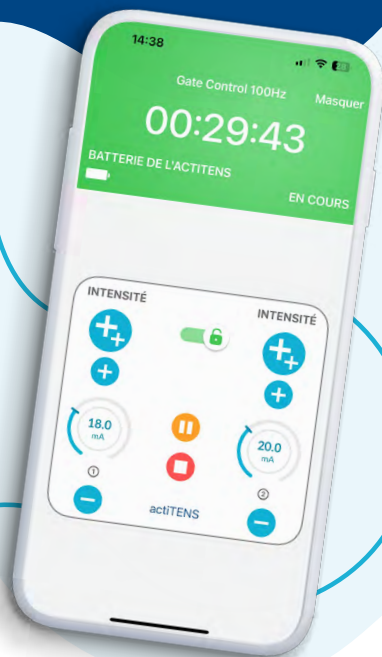 14:38
Gate Control 100Hz
Masquer
00:29:43
BATTERIE DE L'ACTITENS
EN COURS
INTENSITÉ
INTENSITÉ
18.0
mA
20.0
mA
1
2
actiTENS